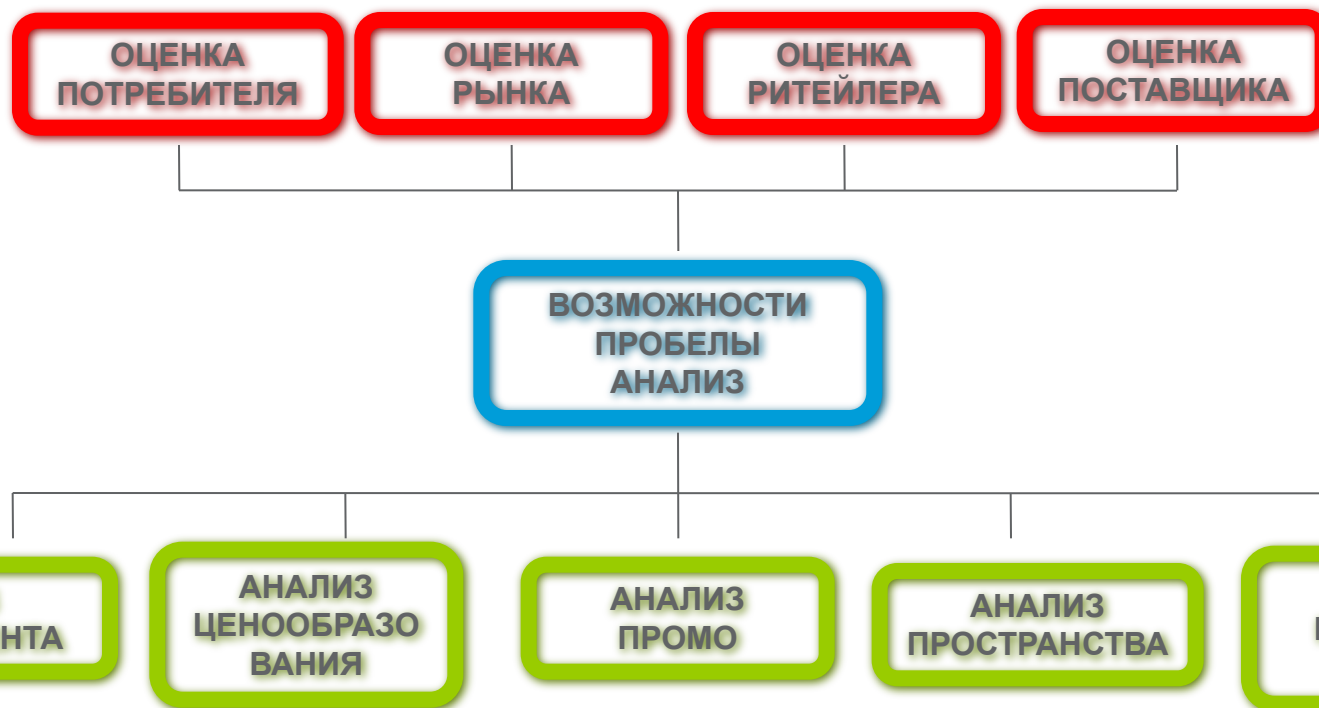 ОЦЕНКА
ПОТРЕБИТЕЛЯ
ОЦЕНКА
РЫНКА
ОЦЕНКА
РИТЕЙЛЕРА
ОЦЕНКА
ПОСТАВЩИКА
ВОЗМОЖНОСТИ
ПРОБЕЛЫ
АНАЛИЗ
НТА
АНАЛИЗ
ЦЕНООБРАЗО
ВАНИЯ
АНАЛИЗ
ПРОМО
АНАЛИЗ
ПРОСТРАНСТВА